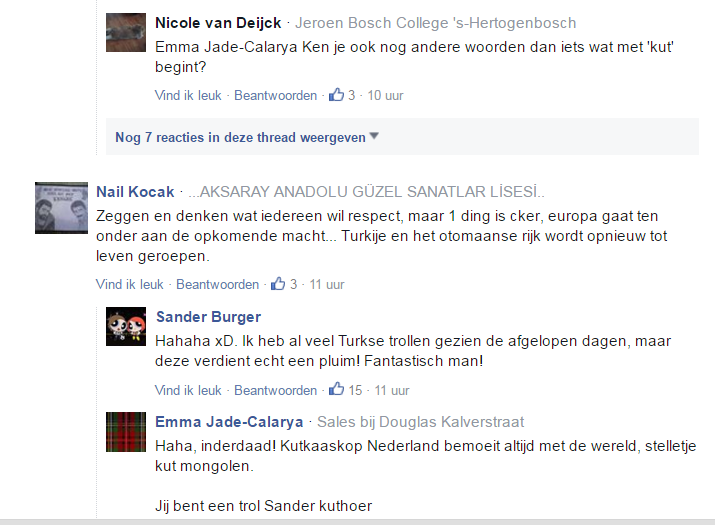 Nicole van Deijck · Jeroen Bosch College 's-Hertogenbosch
Emma Jade-Calarya Ken je ook nog andere woorden dan iets wat met 'kut'
begint?
Vind ik leuk · Beantwoorden · 3 · 10 uur
Nog 7 reacties in deze thread weergeven
Nail Kocak · ...AKSARAY ANADOLU GÜZEL SANATLAR LİSESİ..
Zeggen en denken wat iedereen wil respect, maar 1 ding is cker, europa gaat ten
onder aan de opkomende macht... Turkije en het otomaanse rijk wordt opnieuw tot
leven geroepen.
Vind ik leuk · Beantwoorden · 3 · 11 uur
Sander Burger
Hahaha xD. Ik heb al veel Turkse trollen gezien de afgelopen dagen, maar
deze verdient echt een pluim! Fantastisch man!
Vind ik leuk · Beantwoorden · 15 · 11 uur
Emma Jade-Calarya · Sales bij Douglas Kalverstraat
Haha, inderdaad! Kutkaaskop Nederland bemoeit altijd met de wereld, stelletje
kut mongolen.
Jij bent een trol Sander kuthoer